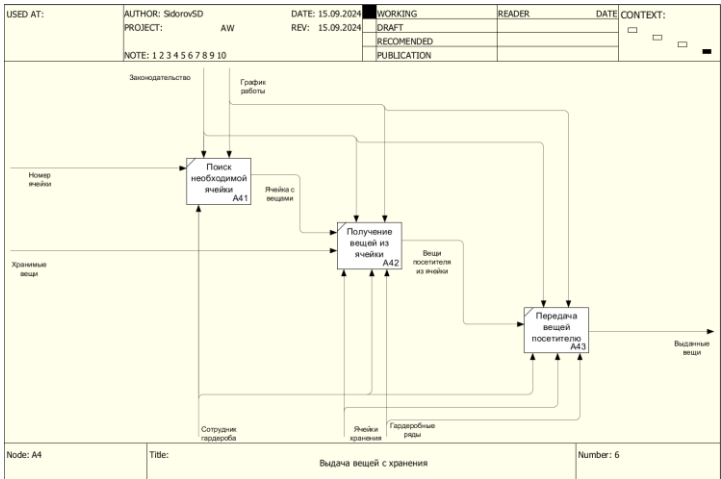 USED AT:
AUTHOR: SidorovSD
DATE: 15.09.2024
WORKING
READER
DATE
CONTEXT:
PROJECT: AW
REV: 15.09.2024
DRAFT
RECOMENDED
NOTE: 1 2 3 4 5 6 7 8 9 10
PUBLICATION
Законодательство
График
работы
Номер
ячейки
Поиск
необходимой
ячейки
A41
Ячейка с
вещами
Хранимые
вещи
Получение
вещей из
ячейки
A42
Вещи
посетителя
из ячейки
Передача
вещей
посетителю
A43
Выданные
вещи
Сотрудник
гардероба
Ячейки
хранения
Гардеробные
ряды
Node: A4
Title:
Выдача вещей с хранения
Number: 6